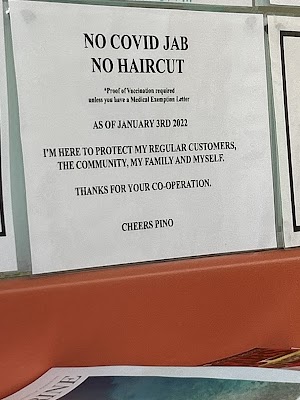 NO COVID JAB
NO HAIRCUT
*Proof of Vaccination required
unless you have a Medical Exemption Letter
AS OF JANUARY 3RD 2022
I'M HERE TO PROTECT MY REGULAR CUSTOMERS,
THE COMMUNITY, MY FAMILY AND MYSELF.
THANKS FOR YOUR CO-OPERATION.
CHEERS PINO